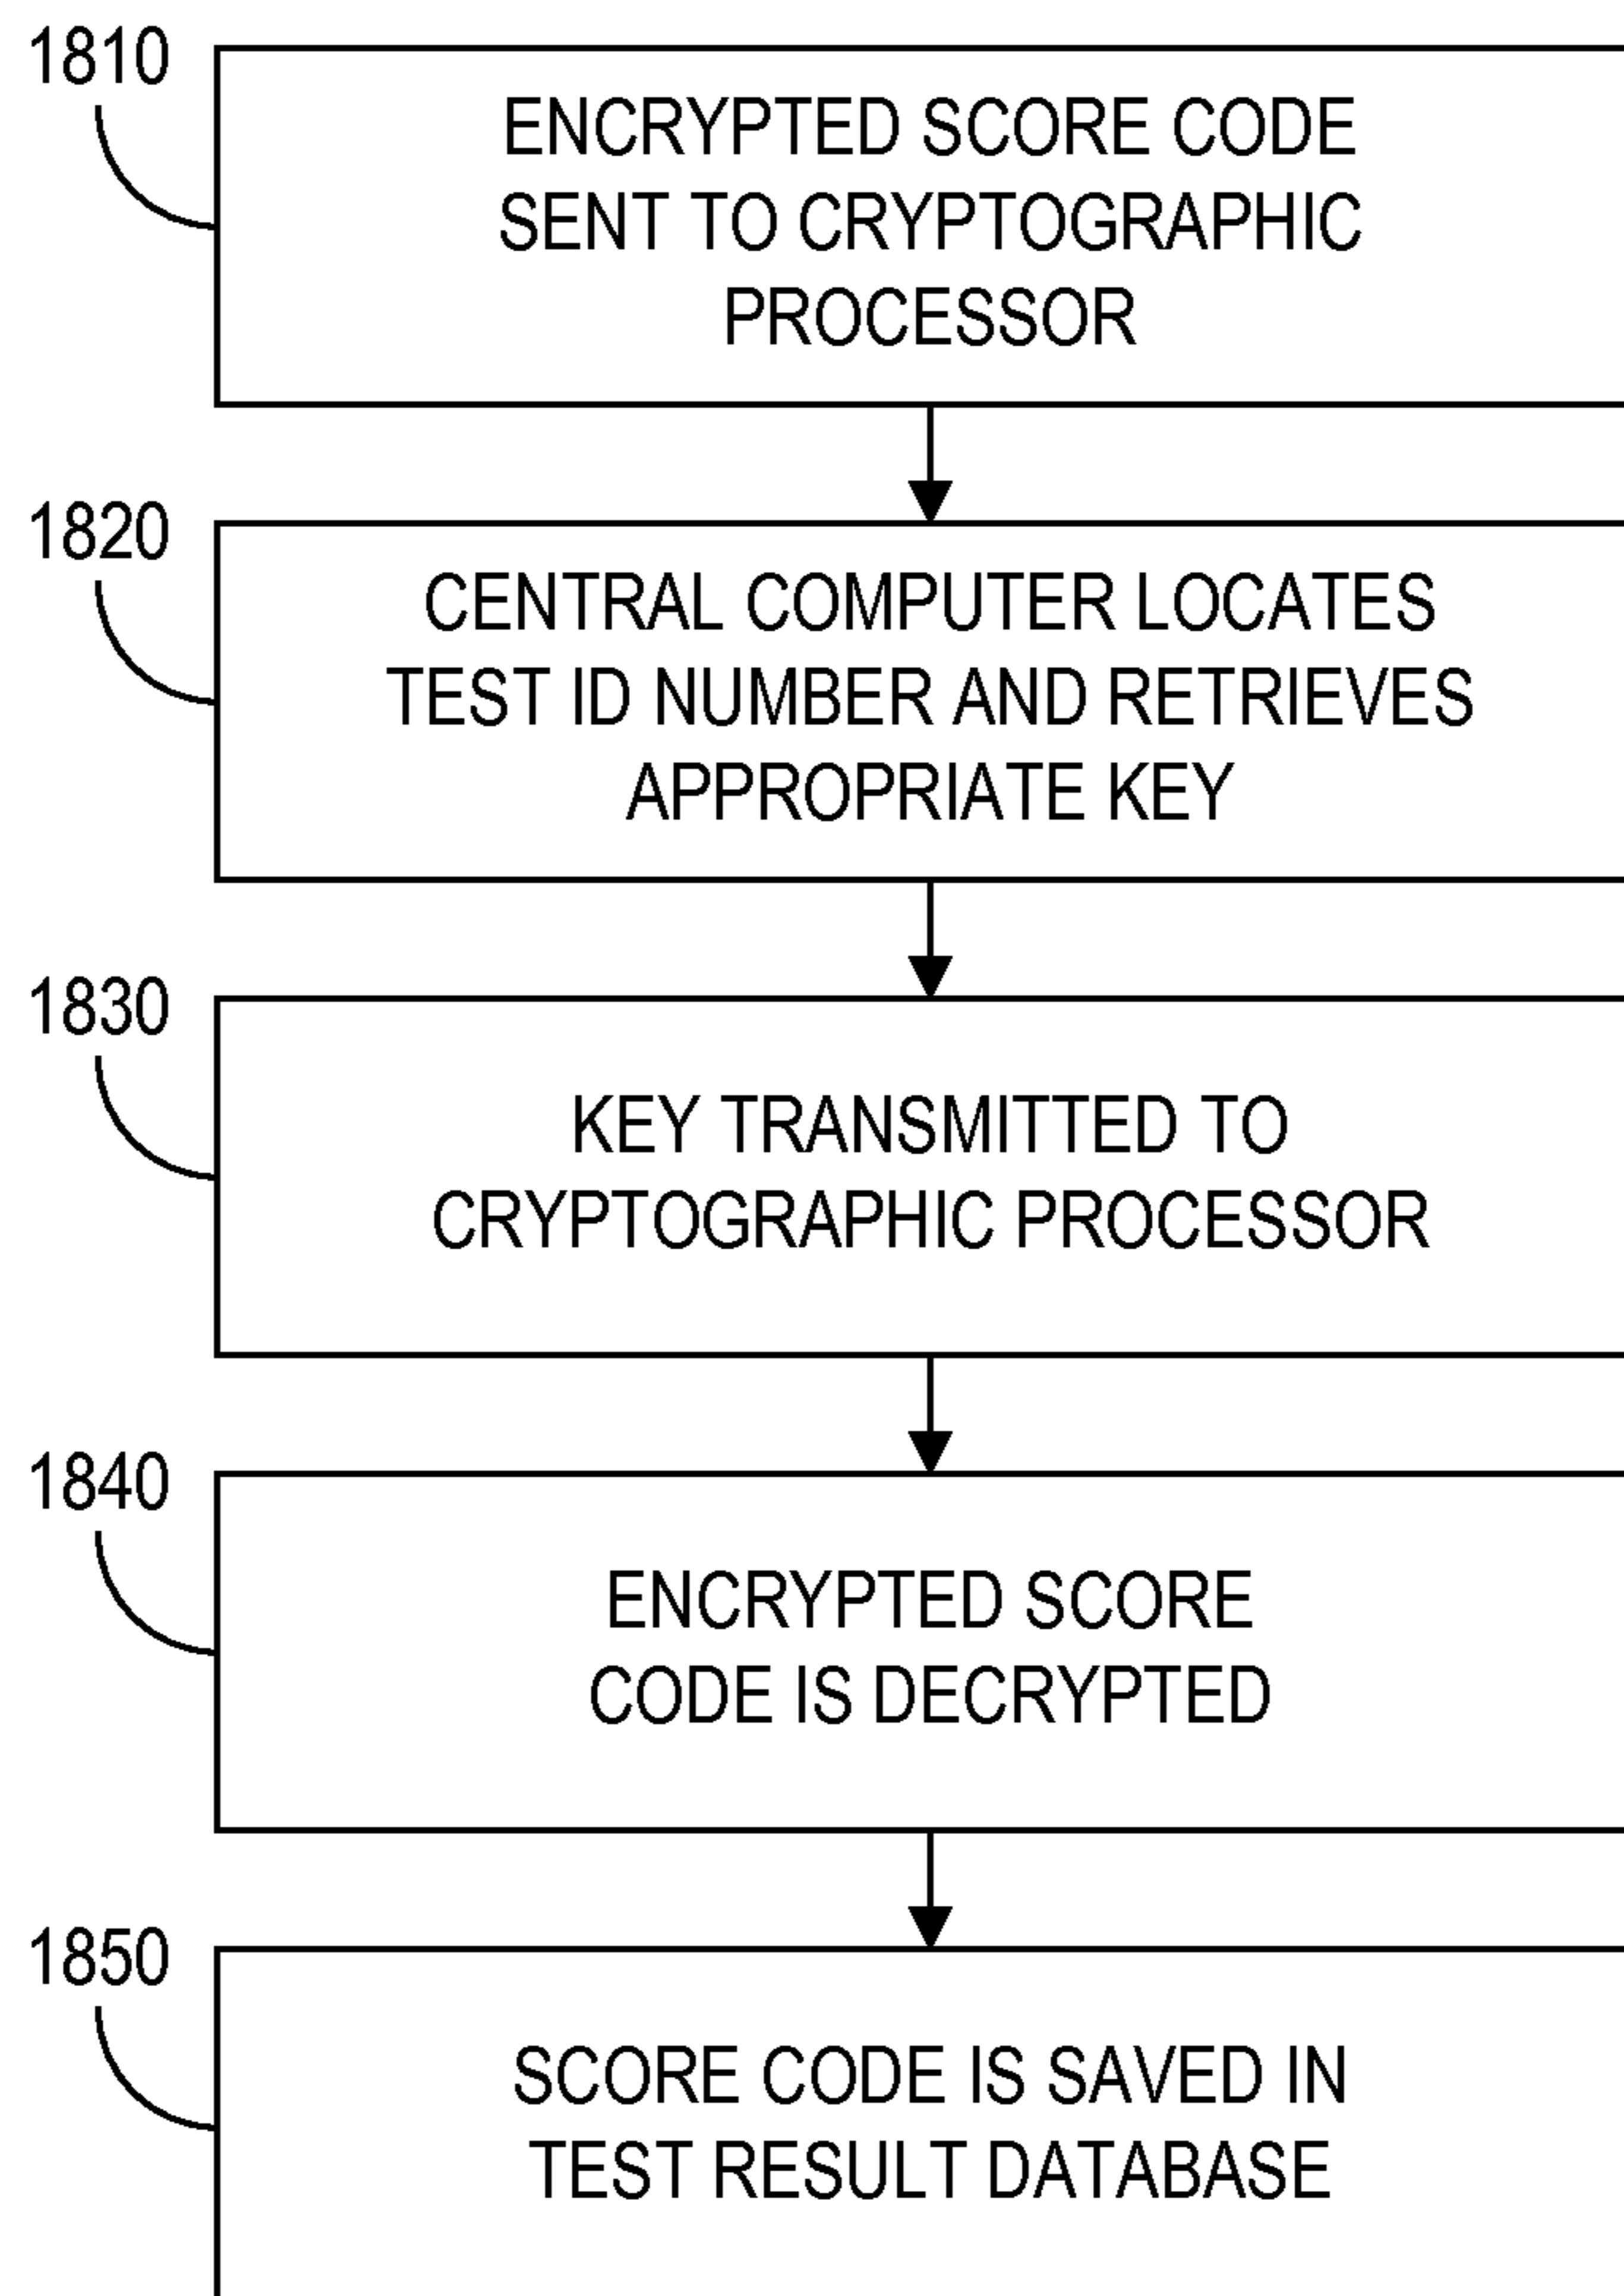 1810
ENCRYPTED SCORE CODE
SENT TO CRYPTOGRAPHIC
PROCESSOR
1820
CENTRAL COMPUTER LOCATES
TEST ID NUMBER AND RETRIEVES
APPROPRIATE KEY
1830
KEY TRANSMITTED TO
CRYPTOGRAPHIC PROCESSOR
1840
ENCRYPTED SCORE
CODE IS DECRYPTED
1850
SCORE CODE IS SAVED IN
TEST RESULT DATABASE